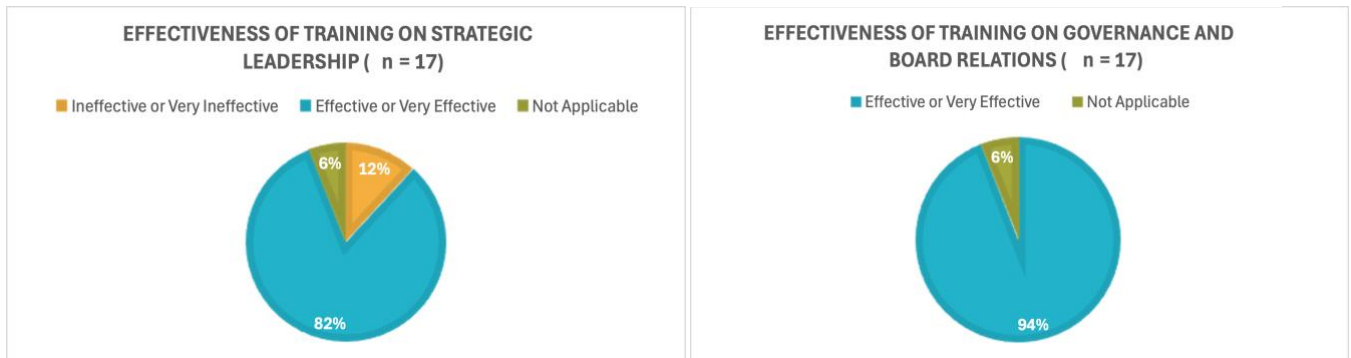 EFFECTIVENESS OF TRAINING ON STRATEGIC
LEADERSHIP ( n = 17)
Ineffective or Very Ineffective Effective or Very Effective Not Applicable
6%
12%
82%
EFFECTIVENESS OF TRAINING ON GOVERNANCE AND
BOARD RELATIONS ( n = 17)
Effective or Very Effective Not Applicable
6%
94%